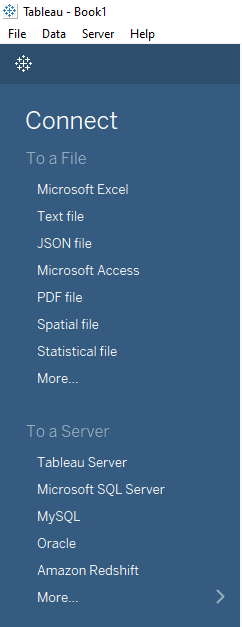 Tableau - Book1
File Data Server Help
Connect
To a File
Microsoft Excel
Text file
JSON file
Microsoft Access
PDF file
Spatial file
Statistical file
More...
To a Server
Tableau Server
Microsoft SQL Server
MySQL
Oracle
Amazon Redshift
More...